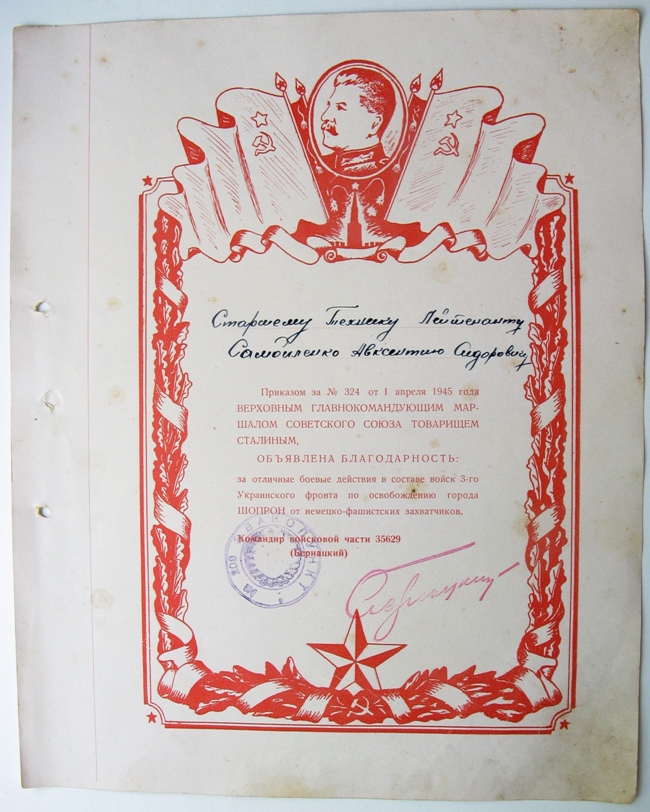 Старшему Технику Лейтенанту
Самойленко Авксентию Сидоровичу
Приказом за № 324 от 1 апреля 1945 года
ВЕРХОВНЫМ ГЛАВНОКОМАНДУЮЩИМ МАР-
ШАЛОМ СОВЕТСКОГО СОЮЗА ТОВАРИЩЕМ
СТАЛИНЫМ,
ОБЪЯВЛЕНА БЛАГОДАРНОСТЬ:
за отличные боевые действия в составе войск 3-го
Украинского фронта по освобождению города
ШОПРОН от немецко-фашистских захватчиков.
Командир войсковой части 35629
(Бернацкий)